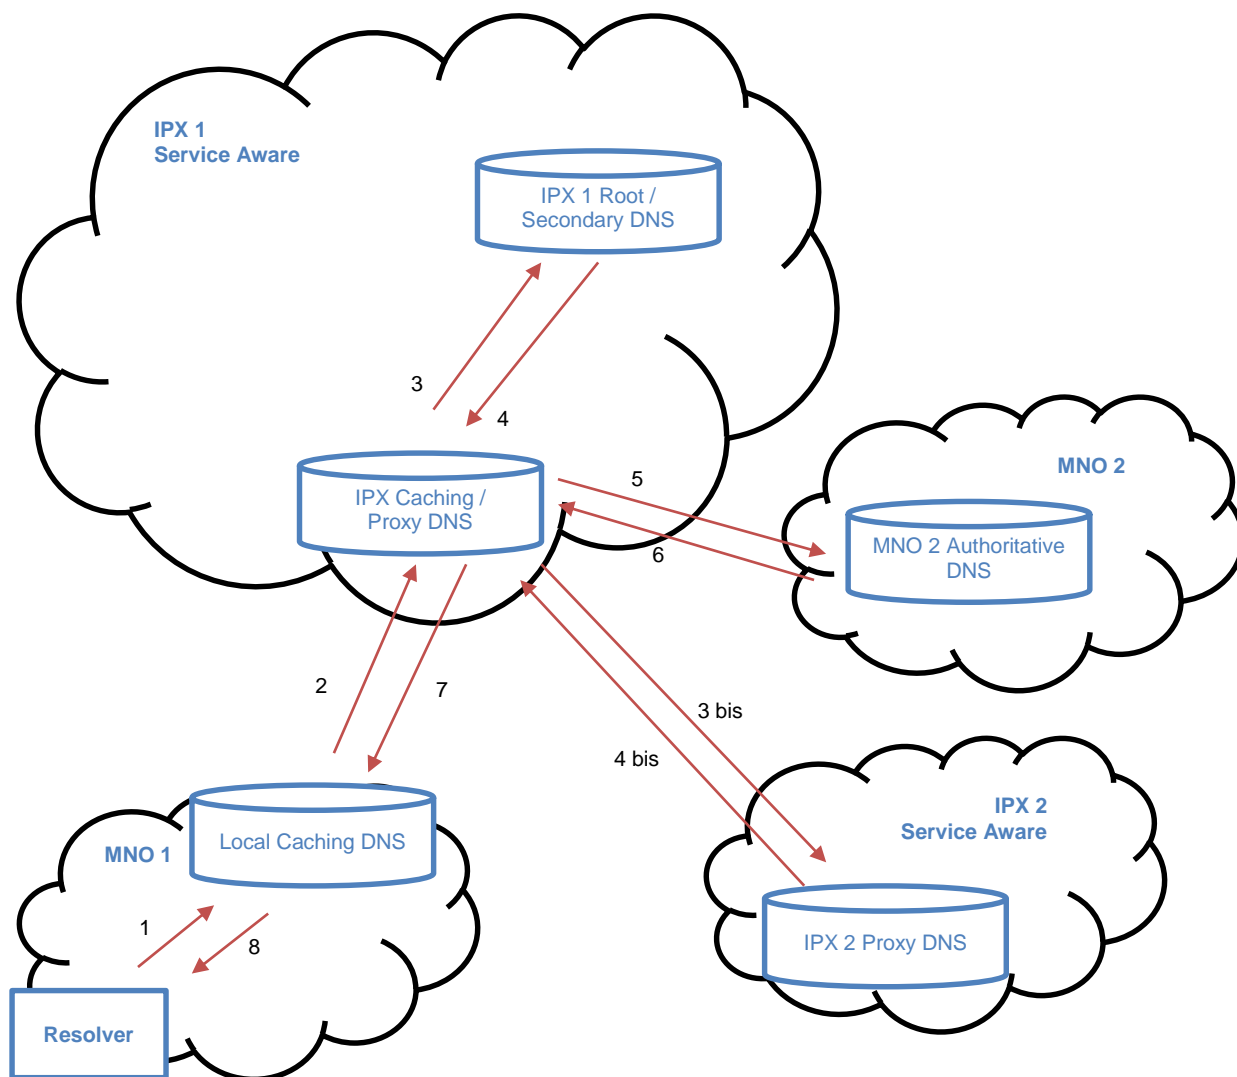 IPX 1
Service Aware
IPX 1 Root /
Secondary DNS
3
4
IPX Caching /
Proxy DNS
5
6
MNO 2
MNO 2 Authoritative
DNS
2
7
3 bis
4 bis
IPX 2
Service Aware
IPX 2 Proxy DNS
Local Caching DNS
MNO 1
1
8
Resolver